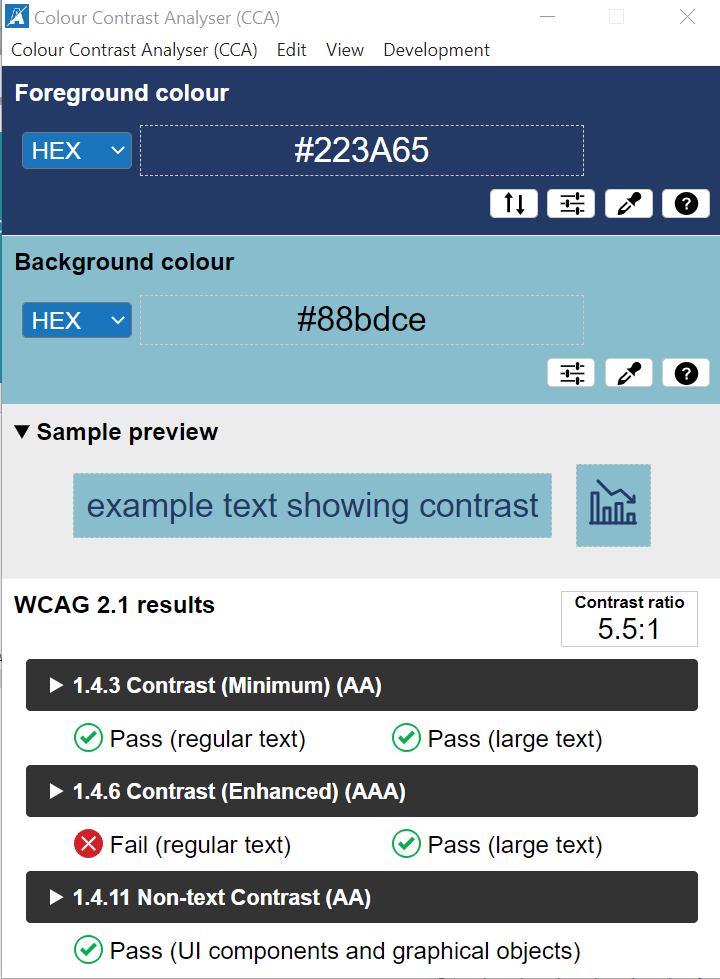 Colour Contrast Analyser (CCA)
Colour Contrast Analyser (CCA) Edit View Development
Foreground colour
HEX #223A65
Background colour
HEX #88bdce
Sample preview
example text showing contrast
WCAG 2.1 results
Contrast ratio
5.5:1
1.4.3 Contrast (Minimum) (AA)
Pass (regular text) Pass (large text)
1.4.6 Contrast (Enhanced) (AAA)
Fail (regular text) Pass (large text)
1.4.11 Non-text Contrast (AA)
Pass (UI components and graphical objects)